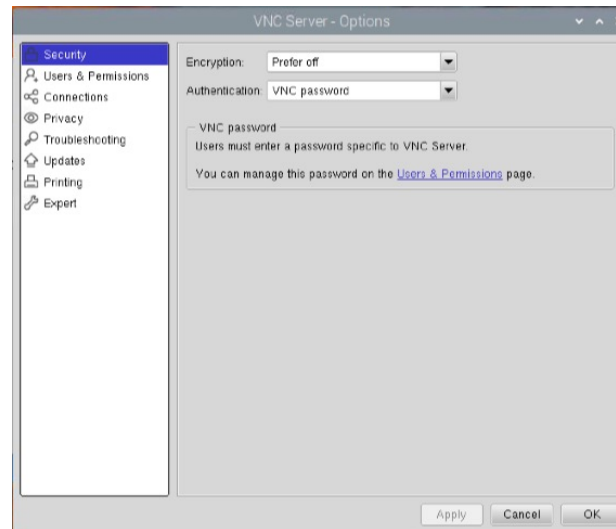 VNC Server - Options
Security
Users & Permissions
Connections
Privacy
Troubleshooting
Updates
Printing
Expert
Encryption: Prefer off
Authentication: VNC password
VNC password
Users must enter a password specific to VNC Server.
You can manage this password on the Users & Permissions page.
Apply Cancel OK